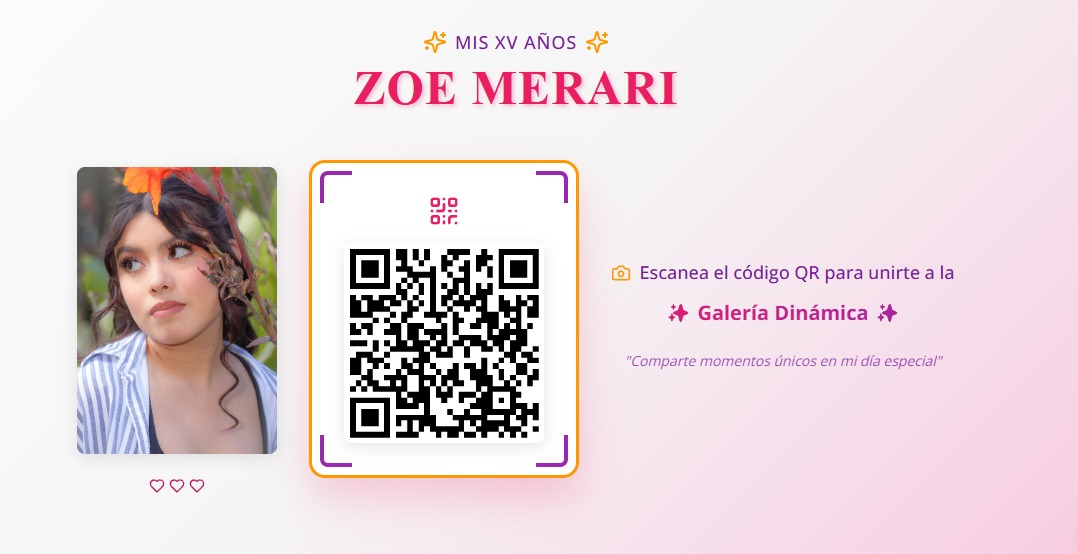 MIS XV AÑOS
ZOE MERARI
Escanea el código QR para unirte a la
Galería Dinámica
"Comparte momentos únicos en mi día especial"